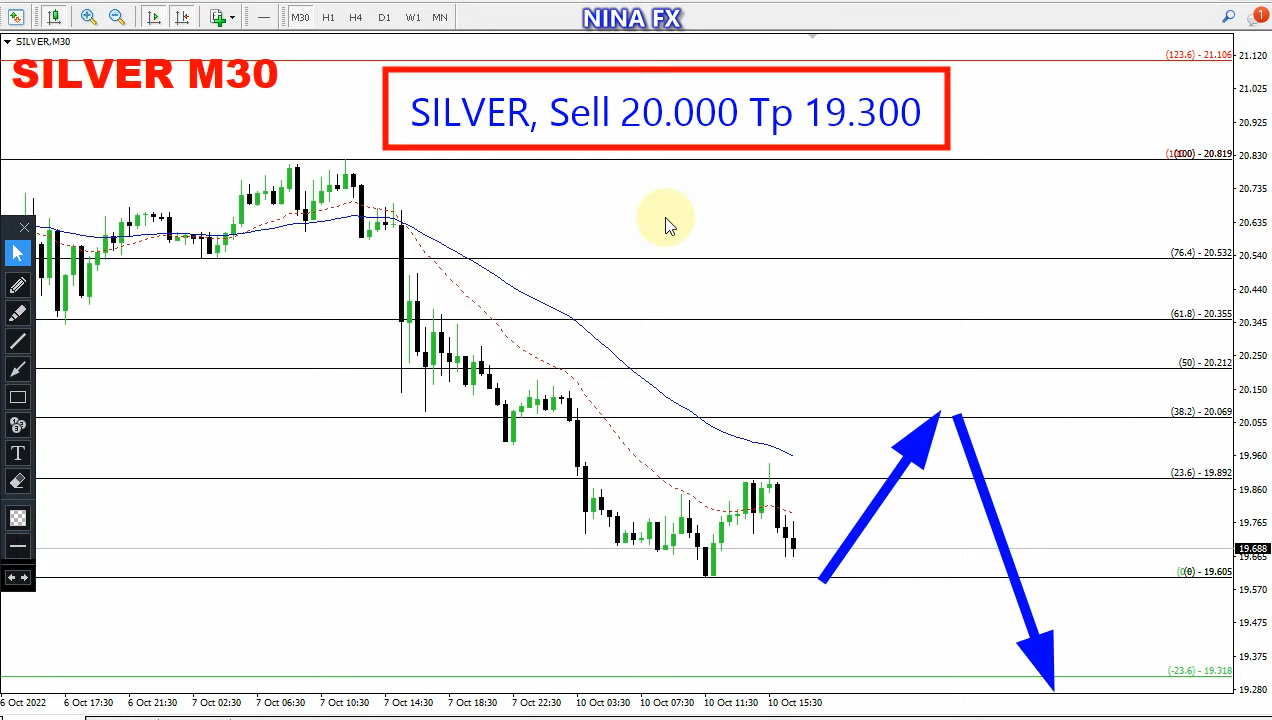 M30 H1 H4 D1 W1 MN
NINA FX
1
SILVER,M30
SILVER M30
SILVER, Sell 20.000 Tp 19.300
(123.6) - 21.106
(100) - 20.819
(76.4) - 20.532
(61.8) - 20.355
(50) - 20.212
(38.2) - 20.069
(23.6) - 19.892
(0) - 19.605
(-23.6) - 19.318
21.120
21.025
20.925
20.830
20.735
20.635
20.540
20.440
20.345
20.250
20.150
20.055
19.960
19.860
19.765
19.688
19.665
19.570
19.475
19.375
19.280
T
6 Oct 2022 6 Oct 17:30 6 Oct 21:30 7 Oct 02:30 7 Oct 06:30 7 Oct 10:30 7 Oct 14:30 7 Oct 18:30 7 Oct 22:30 10 Oct 03:30 10 Oct 07:30 10 Oct 11:30 10 Oct 15:30